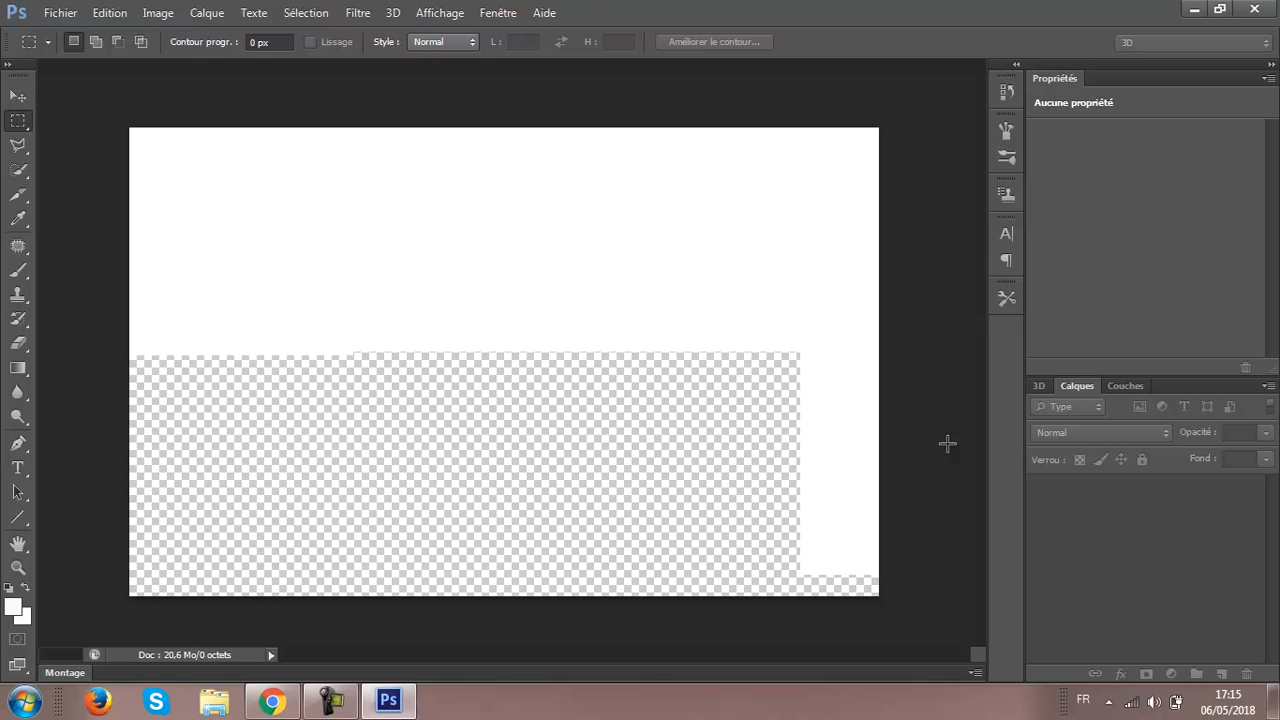 Ps Fichier Edition Image Calque Texte Sélection Filtre 3D Affichage Fenêtre Aide
Contour progr. : 0 px Lissage Style : Normal L : H : Améliorer le contour... 3D
Propriétés
Aucune propriété
3D Calques Couches
Type
Normal Opacité :
Verrou : Fond :
Doc : 20,6 Mo/0 octets
Montage
Ps FR 17:15
06/05/2018